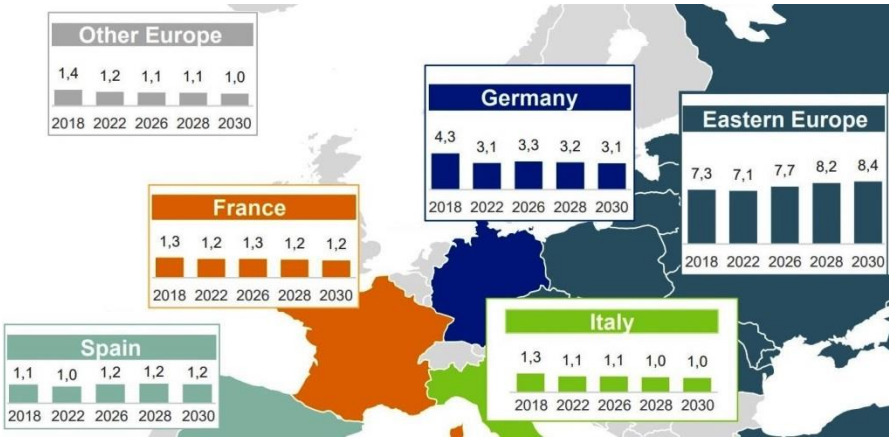 Other Europe
1,4 1,2 1,1 1,1 1,0
2018 2022 2026 2028 2030
Germany
4,3 3,1 3,3 3,2 3,1
2018 2022 2026 2028 2030
Eastern Europe
7,3 7,1 7,7 8,2 8,4
2018 2022 2026 2028 2030
France
1,3 1,2 1,3 1,2 1,2
2018 2022 2026 2028 2030
Italy
1,3 1,1 1,1 1,0 1,0
2018 2022 2026 2028 2030
Spain
1,1 1,0 1,2 1,2 1,2
2018 2022 2026 2028 2030